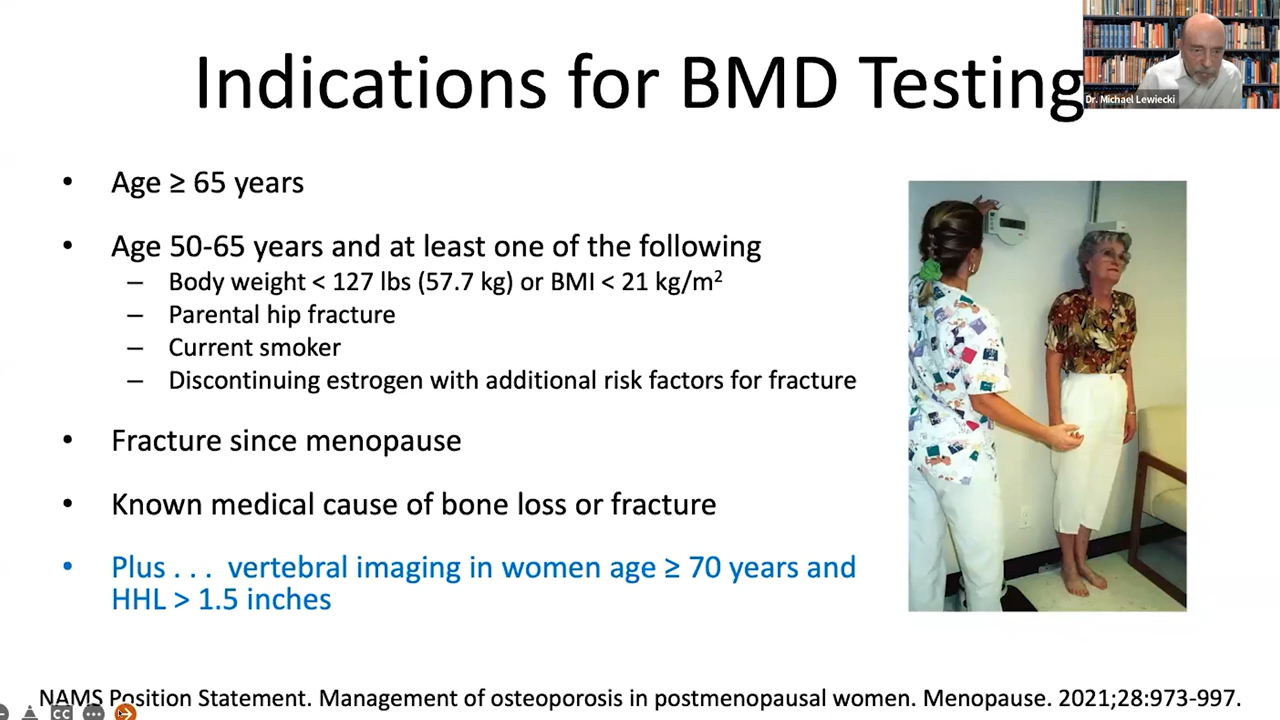 Indications for BMD Testing
Dr. Michael Lewiecki
• Age ≥ 65 years
• Age 50-65 years and at least one of the following
– Body weight < 127 lbs (57.7 kg) or BMI < 21 kg/m²
– Parental hip fracture
– Current smoker
– Discontinuing estrogen with additional risk factors for fracture
• Fracture since menopause
• Known medical cause of bone loss or fracture
• Plus . . . vertebral imaging in women age ≥ 70 years and
HHL > 1.5 inches
NAMS Position Statement. Management of osteoporosis in postmenopausal women. Menopause. 2021;28:973-997.
CC